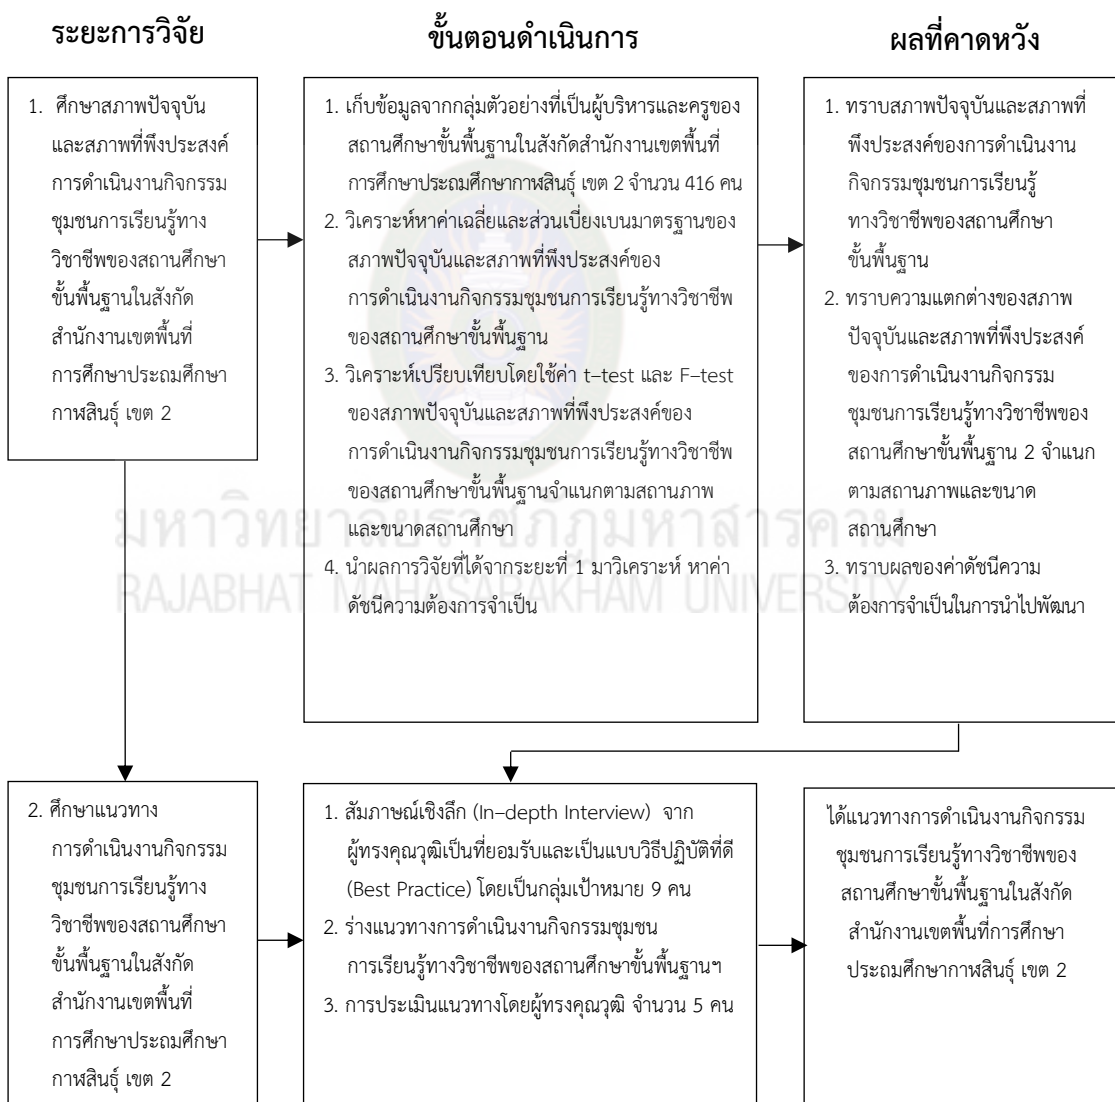 ระยะการวิจัย
ขั้นตอนดำเนินการ
ผลที่คาดหวัง
1. ศึกษาสภาพปัจจุบัน
และสภาพที่พึงประสงค์
การดำเนินงานกิจกรรม
ชุมชนการเรียนรู้ทาง
วิชาชีพของสถานศึกษา
ขั้นพื้นฐานในสังกัด
สำนักงานเขตพื้นที่
การศึกษาประถมศึกษา
กาฬสินธุ์ เขต 2
1. เก็บข้อมูลจากกลุ่มตัวอย่างที่เป็นผู้บริหารและครูของ
สถานศึกษาขั้นพื้นฐานในสังกัดสำนักงานเขตพื้นที่
การศึกษาประถมศึกษากาฬสินธุ์ เขต 2 จำนวน 416 คน
2. วิเคราะห์หาค่าเฉลี่ยและส่วนเบี่ยงเบนมาตรฐานของ
สภาพปัจจุบันและสภาพที่พึงประสงค์ของ
การดำเนินงานกิจกรรมชุมชนการเรียนรู้ทางวิชาชีพ
ของสถานศึกษาขั้นพื้นฐาน
3. วิเคราะห์เปรียบเทียบโดยใช้ค่า t–test และ F–test
ของสภาพปัจจุบันและสภาพที่พึงประสงค์ของ
การดำเนินงานกิจกรรมชุมชนการเรียนรู้ทางวิชาชีพ
ของสถานศึกษาขั้นพื้นฐานจำแนกตามสถานภาพ
และขนาดสถานศึกษา
4. นำผลการวิจัยที่ได้จากระยะที่ 1 มาวิเคราะห์ หาค่า
ดัชนีความต้องการจำเป็น
1. ทราบสภาพปัจจุบันและสภาพที่
พึงประสงค์ของการดำเนินงาน
กิจกรรมชุมชนการเรียนรู้
ทางวิชาชีพของสถานศึกษา
ขั้นพื้นฐาน
2. ทราบความแตกต่างของสภาพ
ปัจจุบันและสภาพที่พึงประสงค์
ของการดำเนินงานกิจกรรม
ชุมชนการเรียนรู้ทางวิชาชีพของ
สถานศึกษาขั้นพื้นฐาน 2 จำแนก
ตามสถานภาพและขนาด
สถานศึกษา
3. ทราบผลของค่าดัชนีความ
ต้องการจำเป็นในการนำไปพัฒนา
มหาวิทยาลัยราชภัฏมหาสารคาม
RAJABHAT MAHASARAKHAM UNIVERSITY
2. ศึกษาแนวทาง
การดำเนินงานกิจกรรม
ชุมชนการเรียนรู้ทาง
วิชาชีพของสถานศึกษา
ขั้นพื้นฐานในสังกัด
สำนักงานเขตพื้นที่
การศึกษาประถมศึกษา
กาฬสินธุ์ เขต 2
1. สัมภาษณ์เชิงลึก (In–depth Interview) จาก
ผู้ทรงคุณวุฒิเป็นที่ยอมรับและเป็นแบบวิธีปฏิบัติที่ดี
(Best Practice) โดยเป็นกลุ่มเป้าหมาย 9 คน
2. ร่างแนวทางการดำเนินงานกิจกรรมชุมชน
การเรียนรู้ทางวิชาชีพของสถานศึกษาขั้นพื้นฐานฯ
3. การประเมินแนวทางโดยผู้ทรงคุณวุฒิ จำนวน 5 คน
ได้แนวทางการดำเนินงานกิจกรรม
ชุมชนการเรียนรู้ทางวิชาชีพของ
สถานศึกษาขั้นพื้นฐานในสังกัด
สำนักงานเขตพื้นที่การศึกษา
ประถมศึกษากาฬสินธุ์ เขต 2